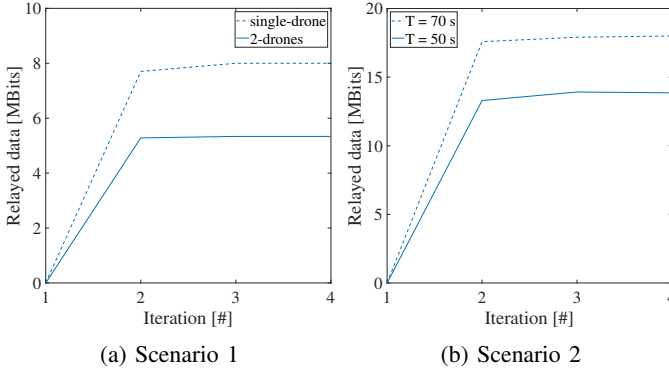 10
8
6
4
2
0
Relayed data [MBits]
single-drone
2-drones
1 2 3 4
Iteration [#]
(a) Scenario 1
20
15
10
5
0
Relayed data [MBits]
T = 70 s
T = 50 s
1 2 3 4
Iteration [#]
(b) Scenario 2